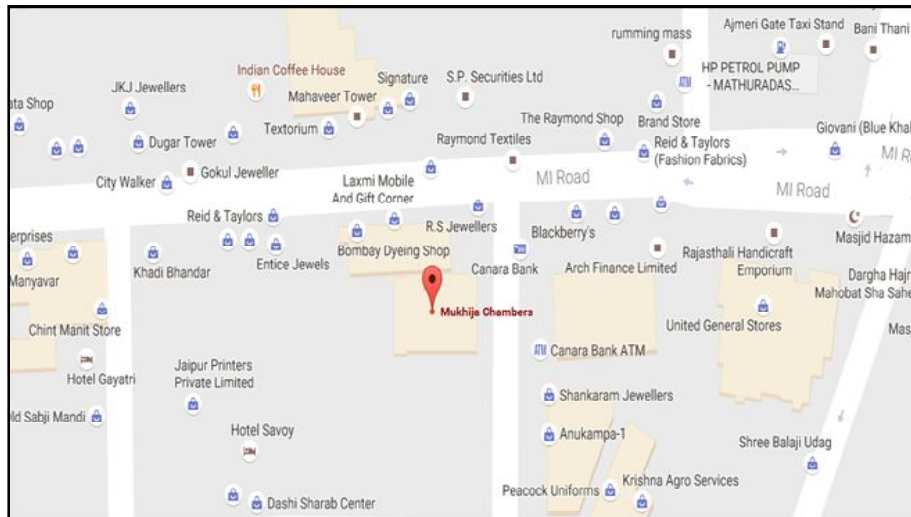 rumming mass
Ajmeri Gate Taxi Stand
Bani Thani
Indian Coffee House
Signature
S.P. Securities Ltd
ATM
HP PETROL PUMP
- MATHURADAS...
JKJ Jewellers
Mahaveer Tower
ata Shop
Textorium
The Raymond Shop
Brand Store
Dugar Tower
Raymond Textiles
Reid & Taylors
(Fashion Fabrics)
Giovani (Blue Khal
City Walker
Gokul Jeweller
Laxmi Mobile
And Gift Corner
MI Road
MI Road
MI R
Reid & Taylors
R.S Jewellers
Blackberry's
Masjid Hazam
erprises
Manyavar
Khadi Bhandar
Entice Jewels
Bombay Dyeing Shop
Canara Bank
Arch Finance Limited
Rajasthali Handicraft
Emporium
Dargha Hajr
Mahobat Sha Sahe
Mukhija Chambers
Chint Manit Store
United General Stores
Mas
Hotel Gayatri
Jaipur Printers
Private Limited
ATM
Canara Bank ATM
Shankaram Jewellers
Old Sabji Mandi
Hotel Savoy
Anukampa-1
Shree Balaji Udag
Dashi Sharab Center
Peacock Uniforms
Krishna Agro Services